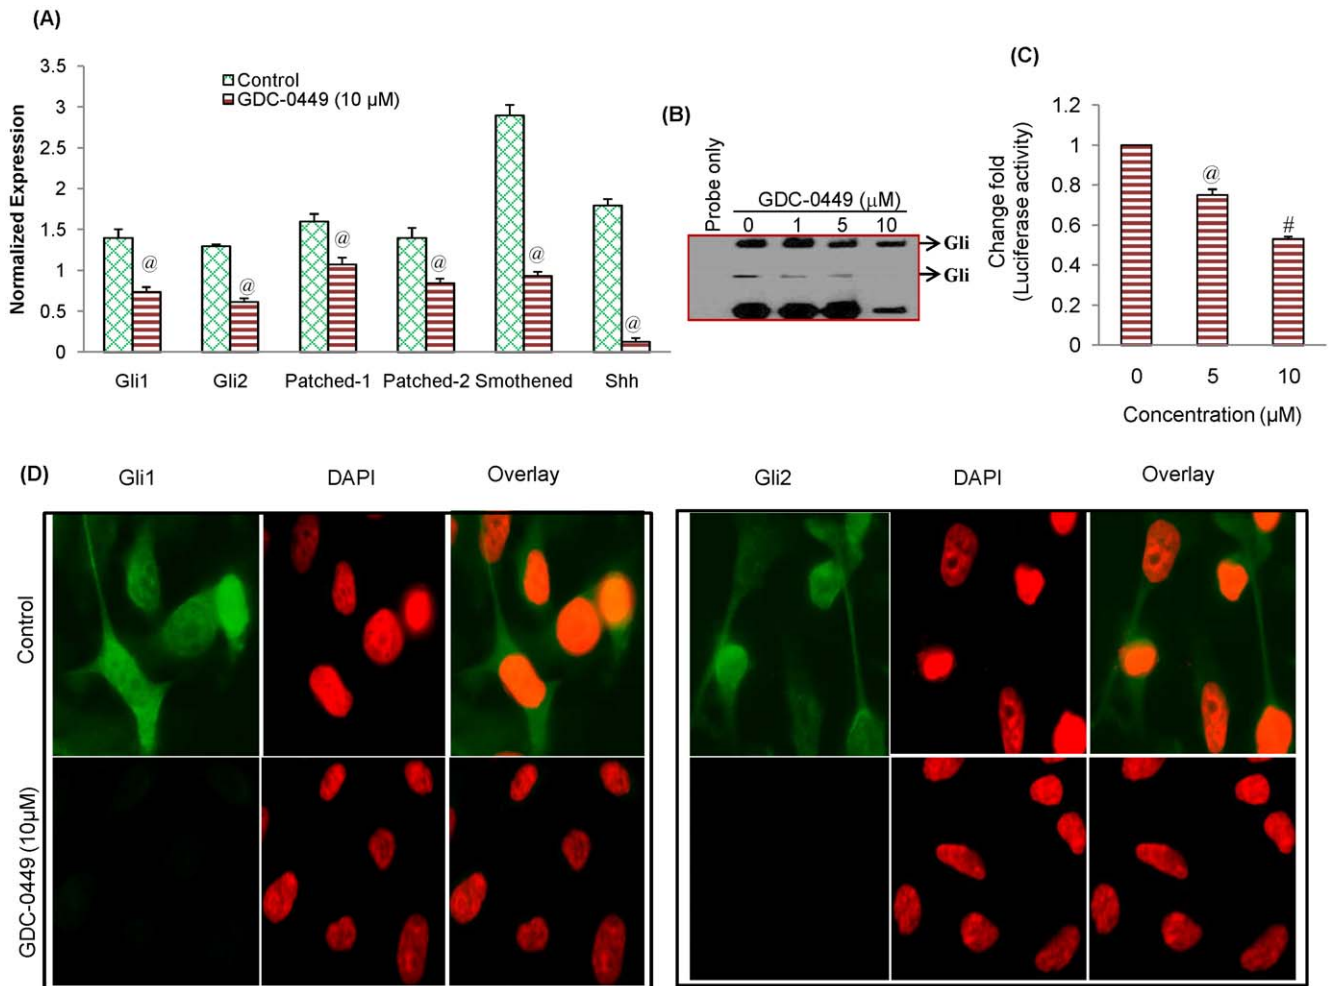 (A)
Normalized Expression
3.5
3
2.5
2
1.5
1
0.5
0
Control
GDC-0449 (10 μM)
@
@
@
@
@
@
Gli1 Gli2 Patched-1 Patched-2 Smothened Shh
(B)
Probe only
GDC-0449 (μM)
0 1 5 10
Gli
Gli
(C)
Change fold
(Luciferase activity)
1.2
1
0.8
0.6
0.4
0.2
0
@
#
0 5 10
Concentration (μM)
(D)
Gli1 DAPI Overlay Gli2 DAPI Overlay
Control
GDC-0449 (10μM)